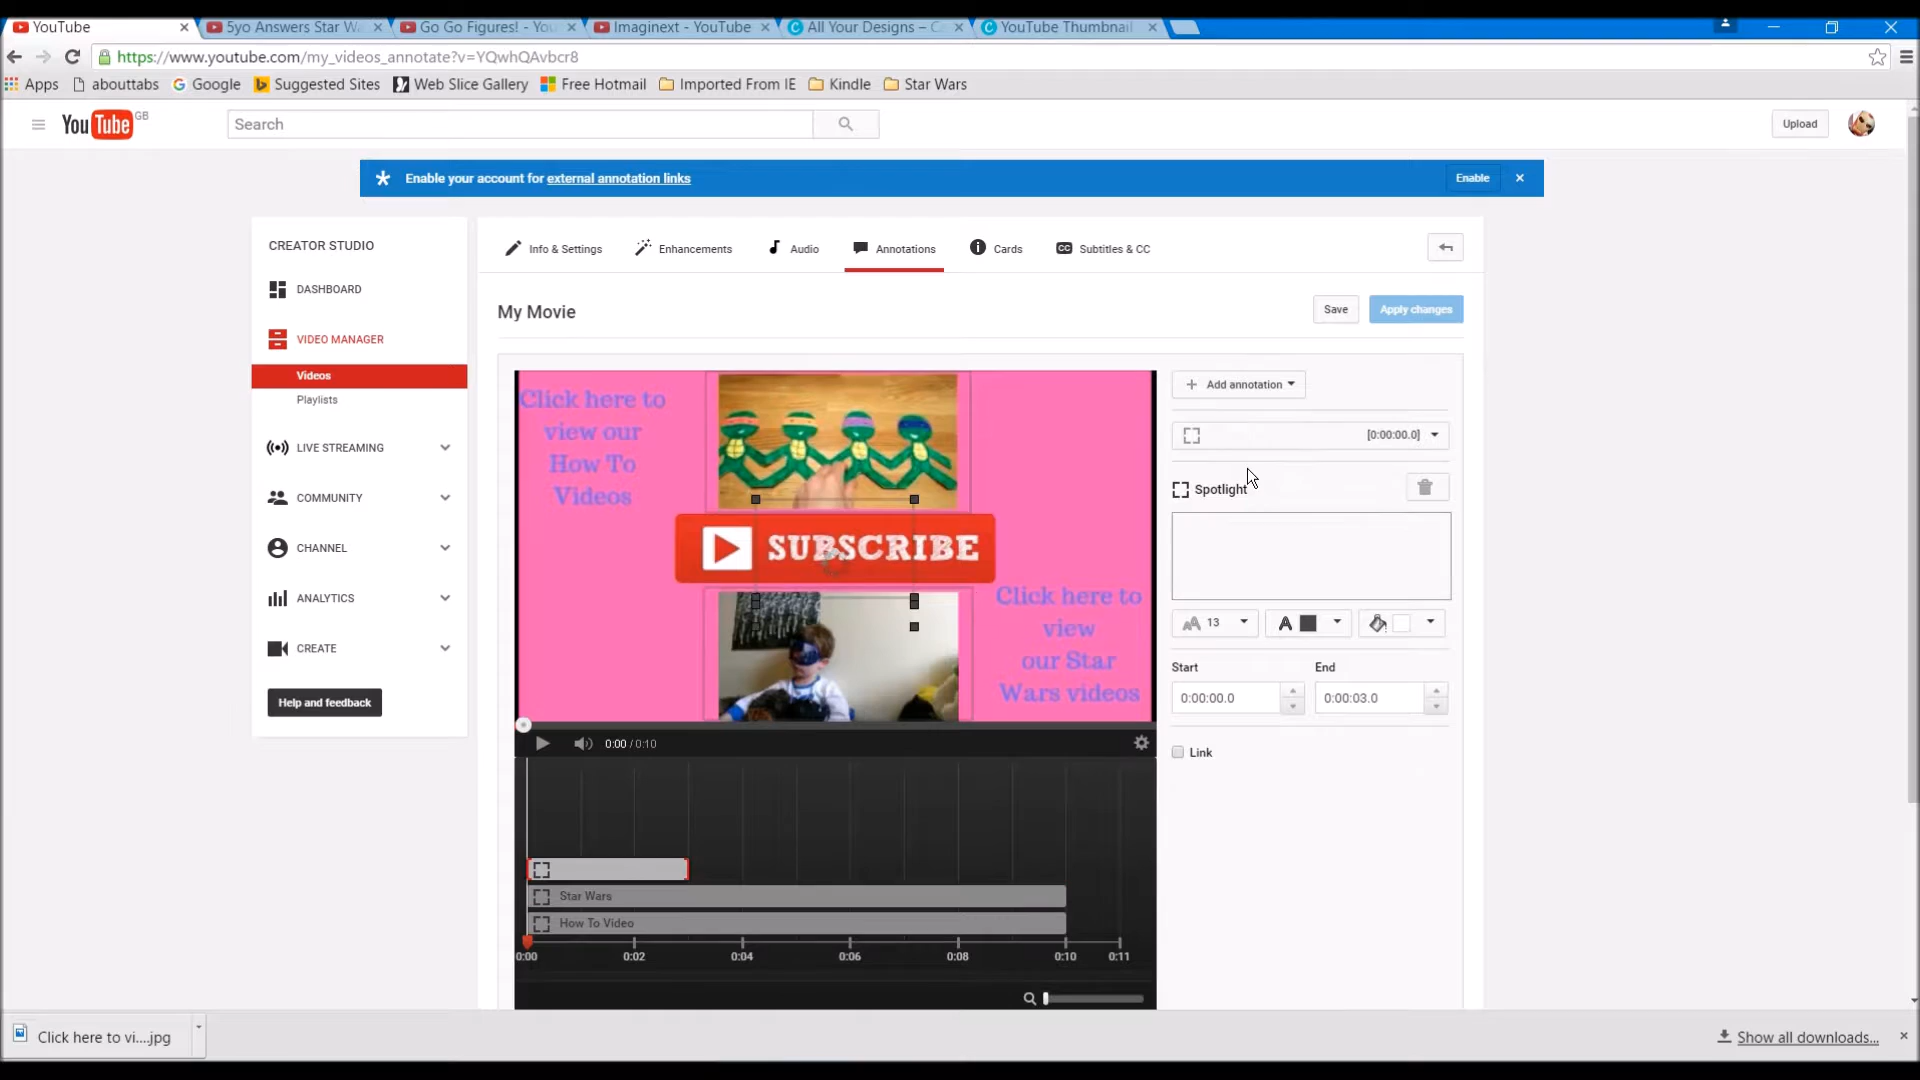 YouTube
5yo Answers Star Wa
Go Go Figures! - You
Imaginext - YouTube
All Your Designs – Ca
YouTube Thumbnail
https://www.youtube.com/my_videos_annotate?v=YQwhQAvbcr8
Apps
abouttabs
Google
Suggested Sites
Web Slice Gallery
Free Hotmail
Imported From IE
Kindle
Star Wars
YouTube GB
Search
Upload
Enable your account for external annotation links
Enable
CREATOR STUDIO
DASHBOARD
VIDEO MANAGER
Videos
Playlists
LIVE STREAMING
COMMUNITY
CHANNEL
ANALYTICS
CREATE
Help and feedback
Info & Settings
Enhancements
Audio
Annotations
Cards
CC Subtitles & CC
My Movie
Save
Apply changes
Click here to
view our
How To
Videos
SUBSCRIBE
Click here to
view
our Star
Wars videos
0:00 / 0:10
Star Wars
How To Video
0:00
0:02
0:04
0:06
0:08
0:10
0:11
Add annotation
[0:00:00.0]
Spotlight
AA 13
A
Start
End
0:00:00.0
0:00:03.0
Link
Click here to vi....jpg
Show all downloads...